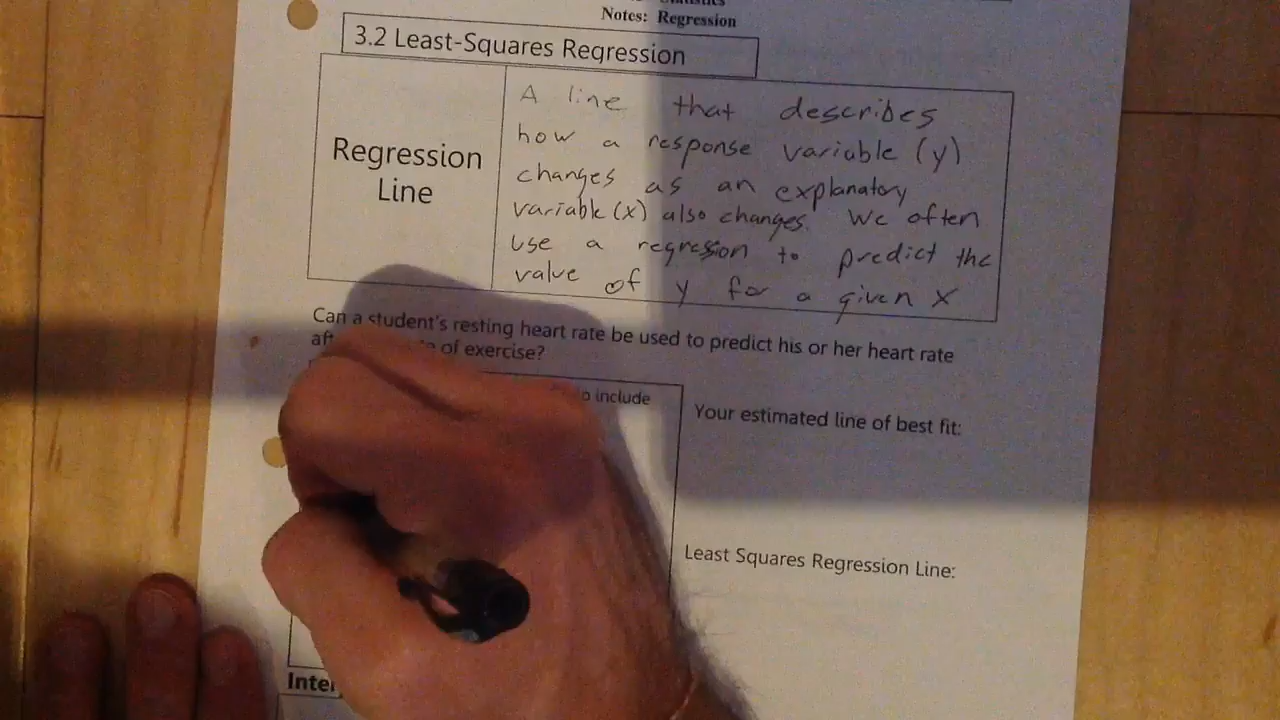 Notes: Regression
3.2 Least-Squares Regression
Regression
Line
A line that describes
how a response variable (y)
changes as an explanatory
variable (x) also changes. We often
use a regression to predict the
value of y for a given x
Can a student's resting heart rate be used to predict his or her heart rate
of exercise?
include
Your estimated line of best fit:
Least Squares Regression Line: